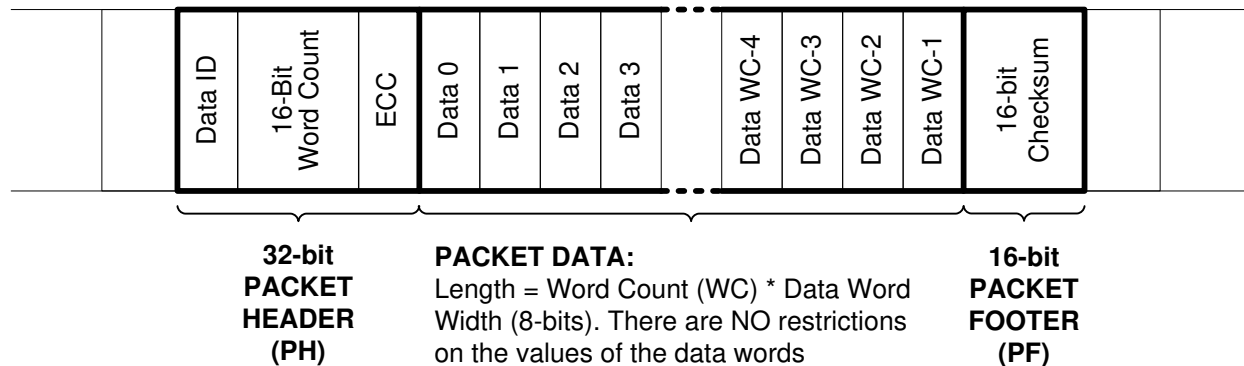 Data ID
16-Bit
Word Count
ECC
Data 0
Data 1
Data 2
Data 3
Data WC-4
Data WC-3
Data WC-2
Data WC-1
16-bit
Checksum
32-bit
PACKET
HEADER
(PH)
PACKET DATA:
Length = Word Count (WC) * Data Word
Width (8-bits). There are NO restrictions
on the values of the data words
16-bit
PACKET
FOOTER
(PF)